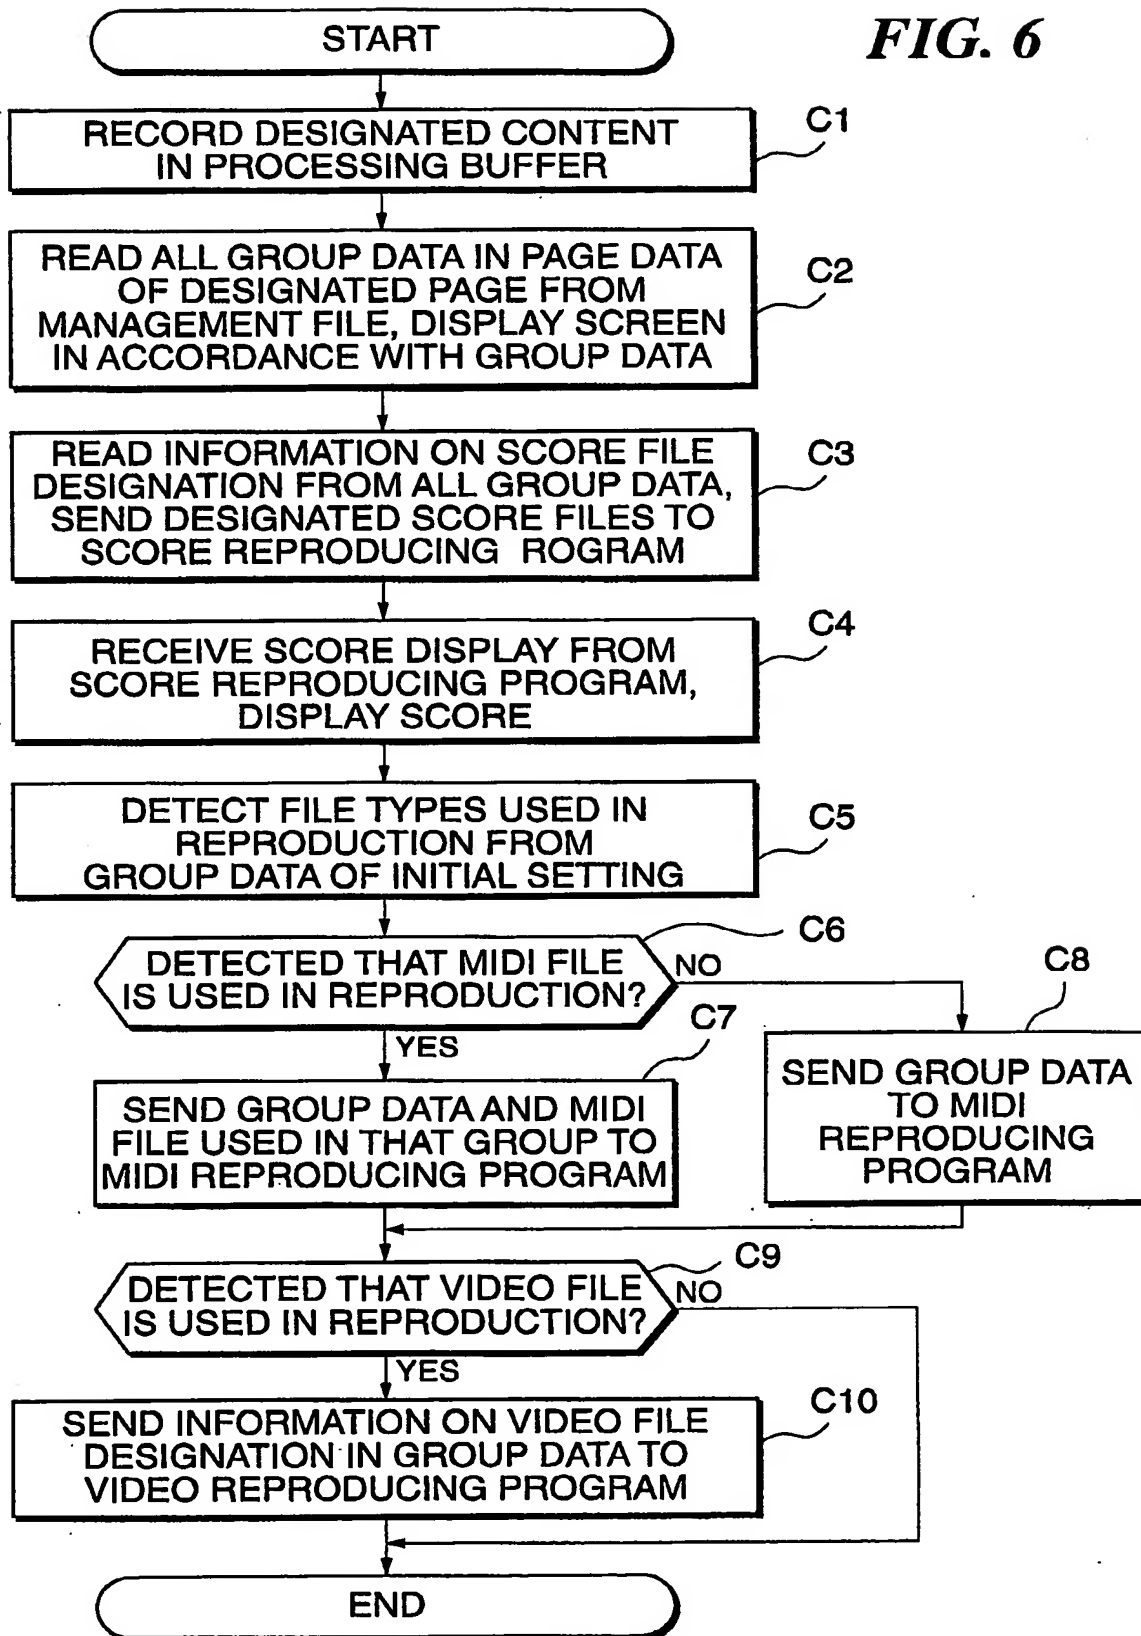 FIG. 6
START
RECORD DESIGNATED CONTENT
IN PROCESSING BUFFER
C1
READ ALL GROUP DATA IN PAGE DATA
OF DESIGNATED PAGE FROM
MANAGEMENT FILE, DISPLAY SCREEN
IN ACCORDANCE WITH GROUP DATA
C2
READ INFORMATION ON SCORE FILE
DESIGNATION FROM ALL GROUP DATA,
SEND DESIGNATED SCORE FILES TO
SCORE REPRODUCING ROGRAM
C3
RECEIVE SCORE DISPLAY FROM
SCORE REPRODUCING PROGRAM,
DISPLAY SCORE
C4
DETECT FILE TYPES USED IN
REPRODUCTION FROM
GROUP DATA OF INITIAL SETTING
C5
DETECTED THAT MIDI FILE
IS USED IN REPRODUCTION?
C6
NO
YES
SEND GROUP DATA AND MIDI
FILE USED IN THAT GROUP TO
MIDI REPRODUCING PROGRAM
C7
SEND GROUP DATA
TO MIDI
REPRODUCING
PROGRAM
C8
DETECTED THAT VIDEO FILE
IS USED IN REPRODUCTION?
C9
NO
YES
SEND INFORMATION ON VIDEO FILE
DESIGNATION IN GROUP DATA TO
VIDEO REPRODUCING PROGRAM
C10
END